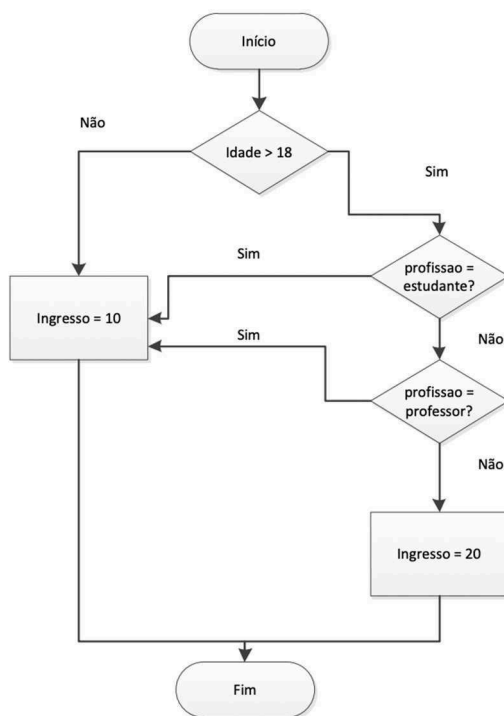 Início
Não
Idade > 18
Sim
Sim
profissao =
estudante?
Ingresso = 10
Sim
Não
profissao =
professor?
Não
Ingresso = 20
Fim